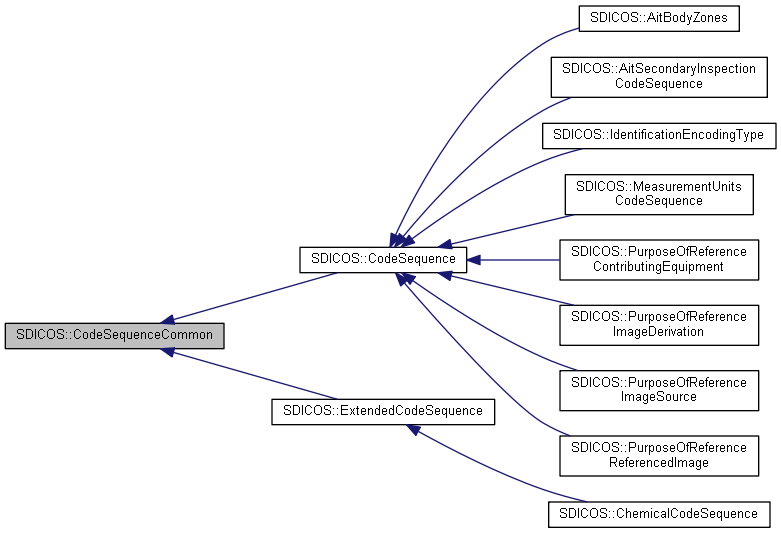 SDICOS::AitBodyZones
SDICOS::AitSecondaryInspection
CodeSequence
SDICOS::IdentificationEncodingType
SDICOS::MeasurementUnits
CodeSequence
SDICOS::CodeSequence
SDICOS::PurposeOfReference
ContributingEquipment
SDICOS::PurposeOfReference
ImageDerivation
SDICOS::CodeSequenceCommon
SDICOS::PurposeOfReference
ImageSource
SDICOS::ExtendedCodeSequence
SDICOS::PurposeOfReference
ReferencedImage
SDICOS::ChemicalCodeSequence